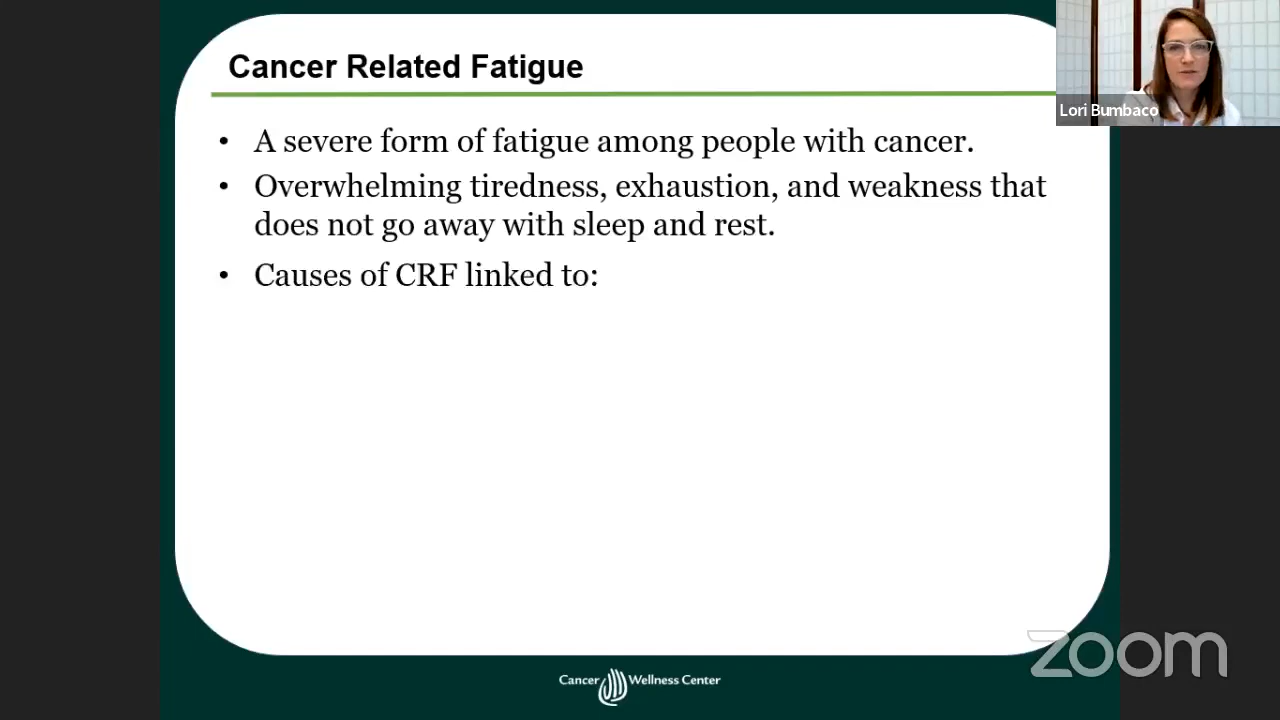 Cancer Related Fatigue
Lori Bumbaco
• A severe form of fatigue among people with cancer.
• Overwhelming tiredness, exhaustion, and weakness that
does not go away with sleep and rest.
• Causes of CRF linked to:
zoom
Cancer Wellness Center